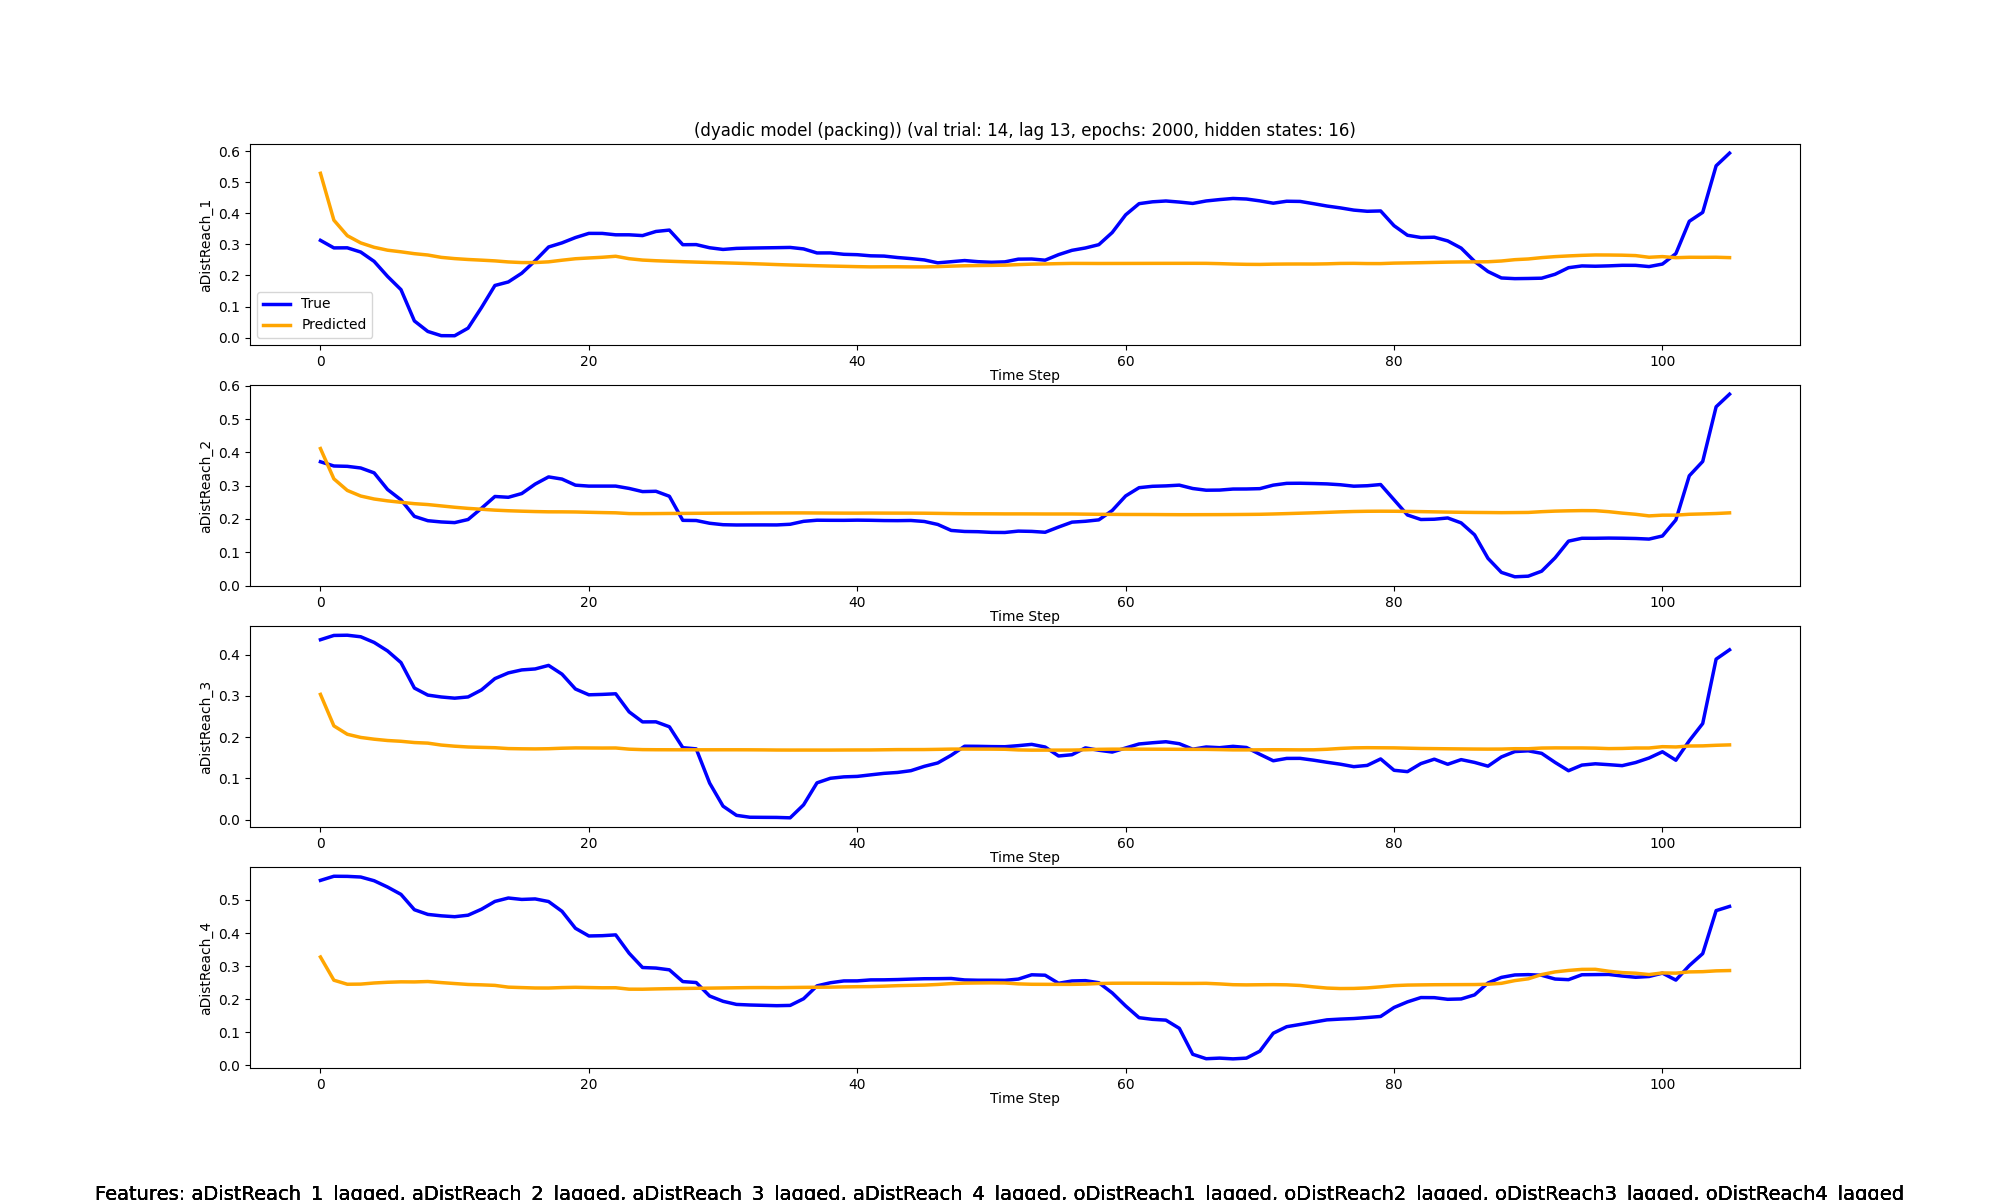 (dyadic model (packing)) (val trial: 14, lag 13, epochs: 2000, hidden states: 16)
0.6
0.5
0.4
0.3
0.2
0.1
0.0
aDistReach_1
True
Predicted
0 20 40 60 80 100
Time Step
0.6
0.5
0.4
0.3
0.2
0.1
0.0
aDistReach_2
0 20 40 60 80 100
Time Step
0.4
0.3
0.2
0.1
0.0
aDistReach_3
0 20 40 60 80 100
Time Step
0.5
0.4
0.3
0.2
0.1
0.0
aDistReach_4
0 20 40 60 80 100
Time Step
Features: aDistReach_1_lagged, aDistReach_2_lagged, aDistReach_3_lagged, aDistReach_4_lagged, oDistReach1_lagged, oDistReach2_lagged, oDistReach3_lagged, oDistReach4_lagged